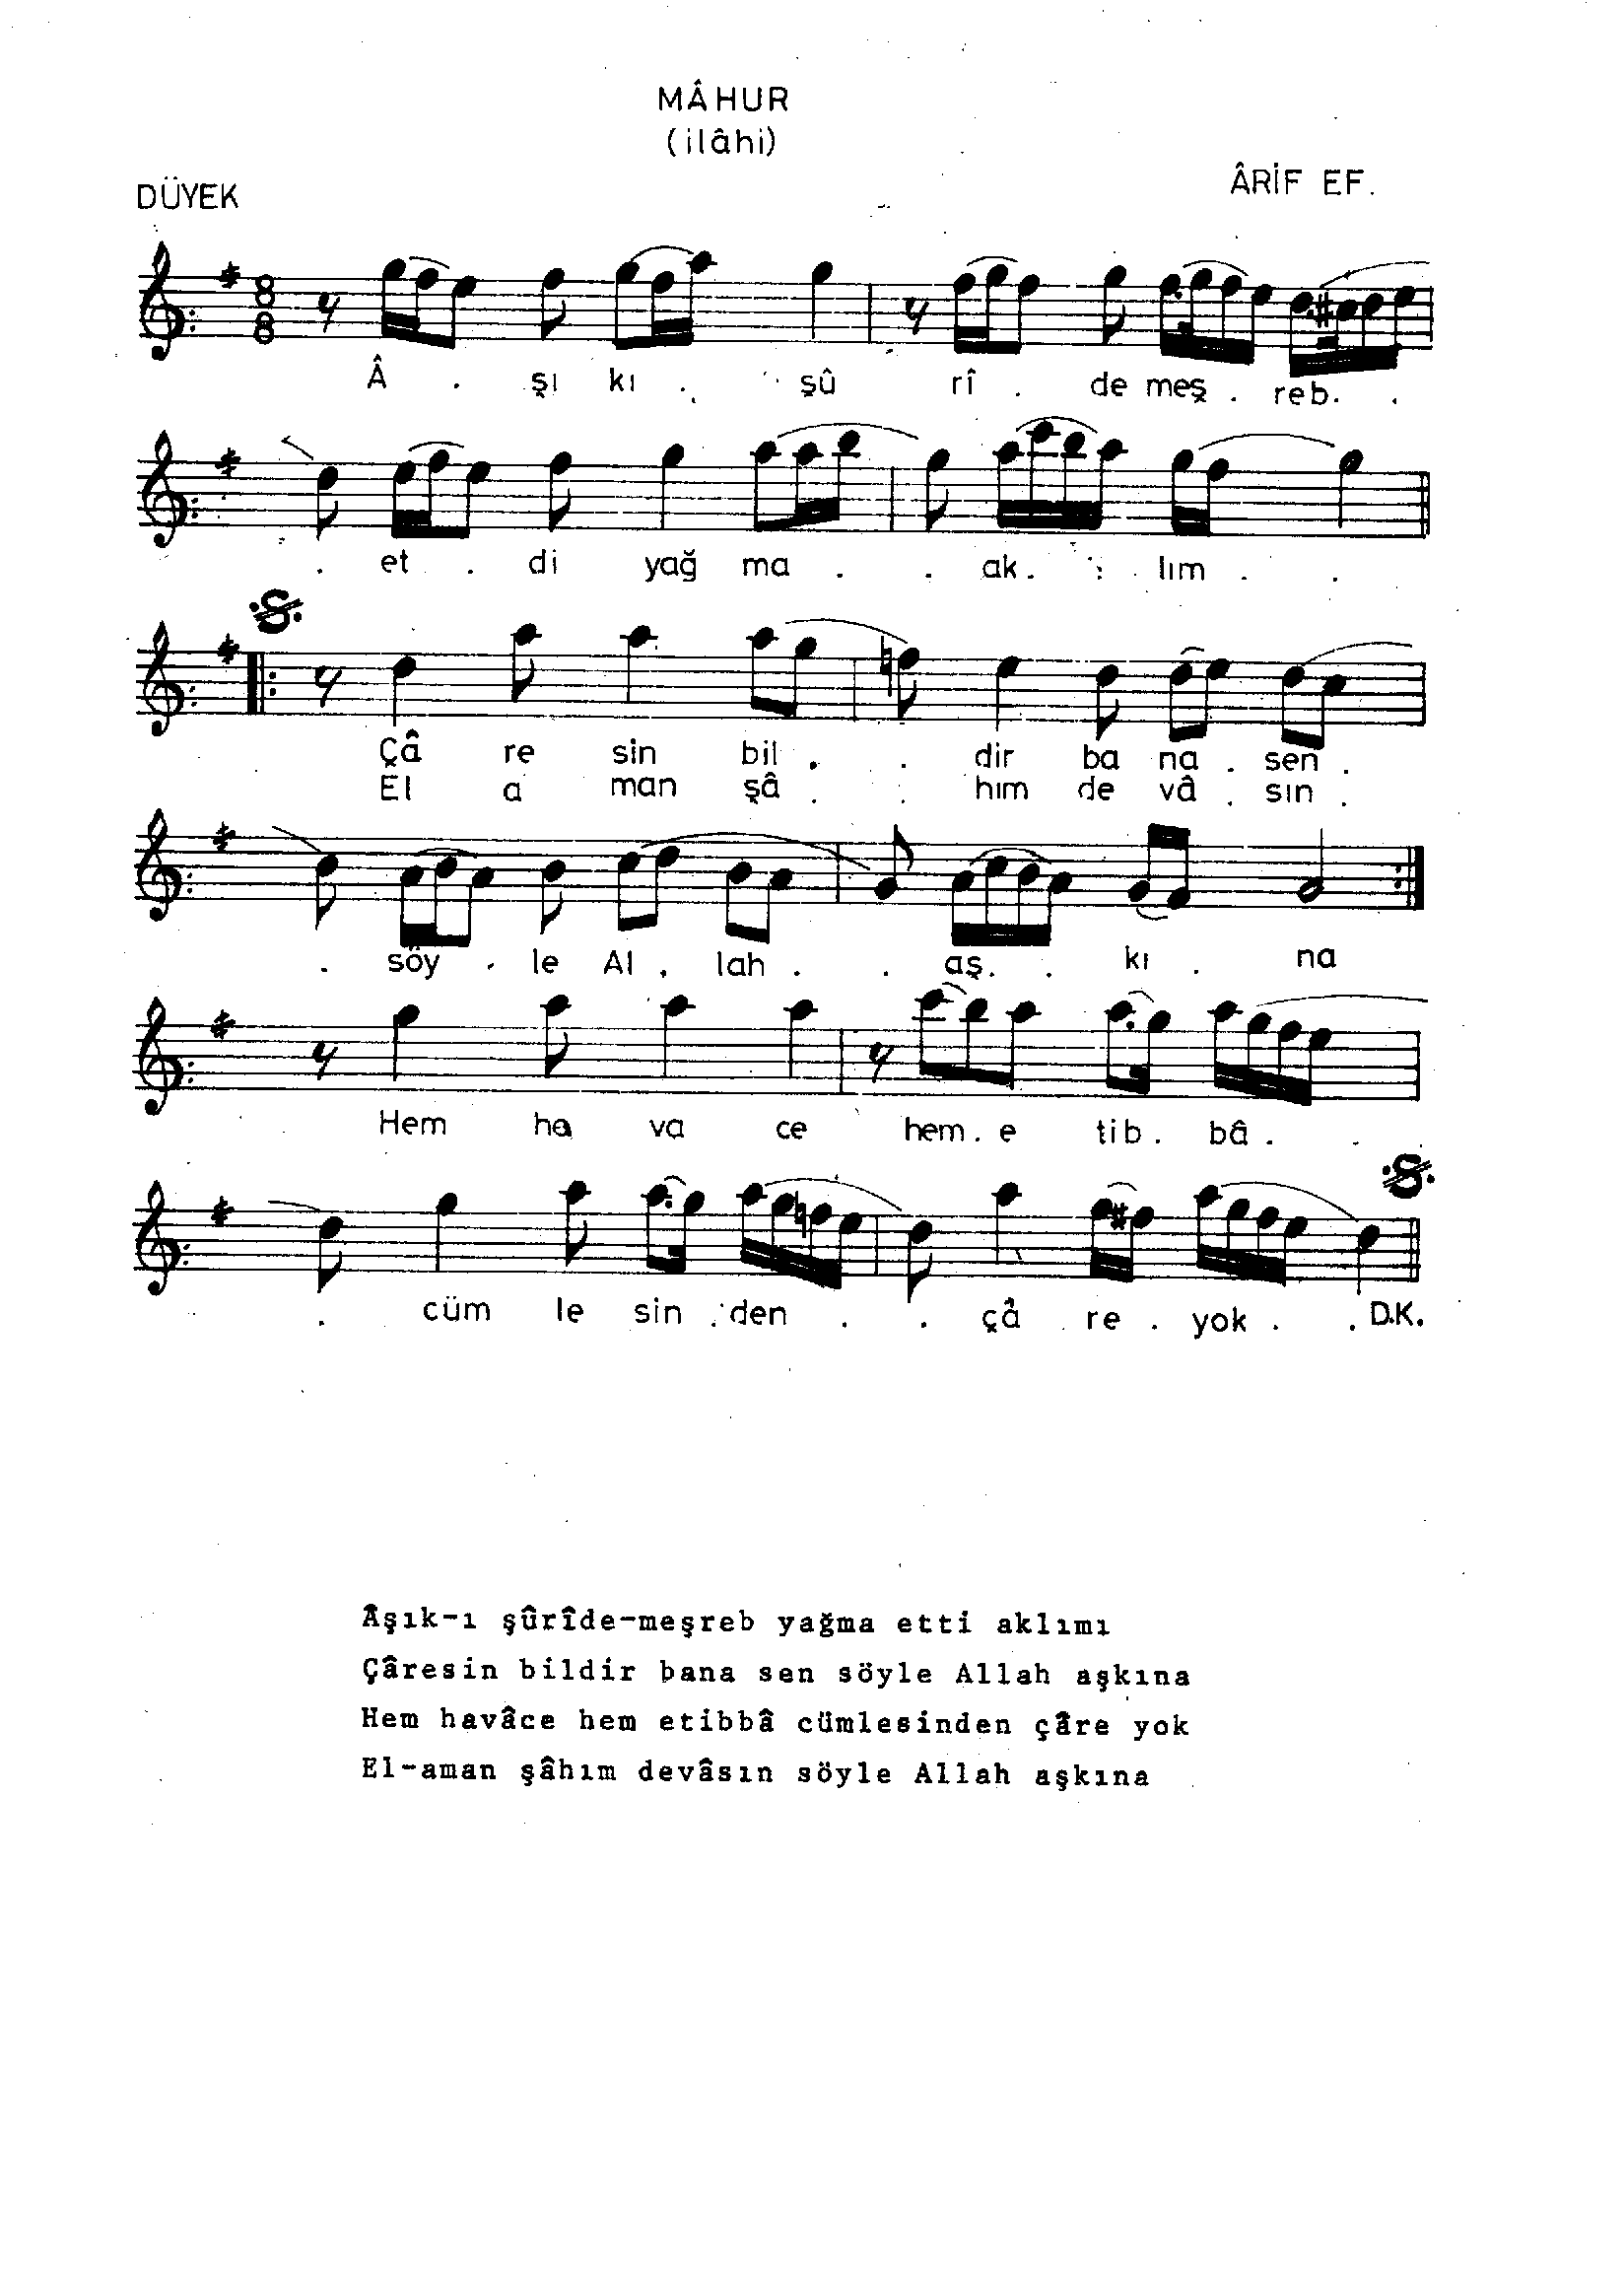 MÂHUR
(ilâhi)
DÜYEK
ÂRİF EF.
8
8
Â . şı kı . şû rî . de meş . reb. .
. et . di yağ ma . . ak. . lım . .
Çâ re sin bil . . dir ba na . sen .
El a man şâ . . hım de vâ . sın .
. söy . le Al . lah . . aş. . kı . na
Hem ha va ce hem. e tib. bâ . .
. cüm le sin . den . . çâ re . yok . . D.K.
Âşık-ı şûrîde-meşreb yağma etti aklımı
Çâresin bildir bana sen söyle Allah aşkına
Hem havâce hem etibbâ cümlesinden çâre yok
El-aman şâhım devâsın söyle Allah aşkına